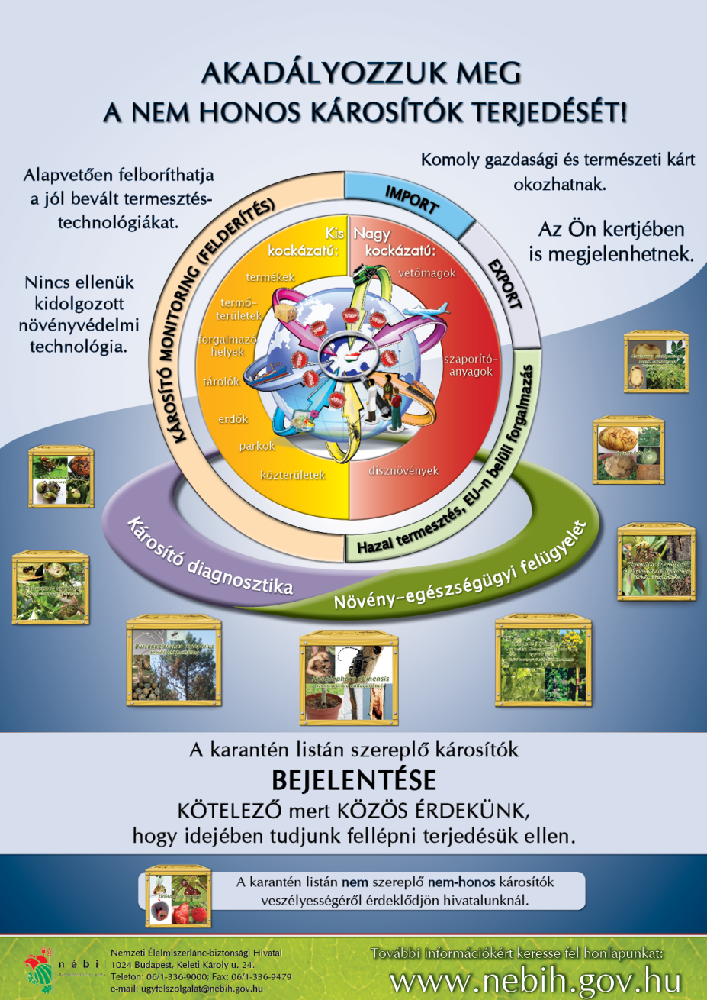 AKADÁLYOZZUK MEG
A NEM HONOS KÁROSÍTÓK TERJEDÉSÉT!
Alapvetően felboríthatja
a jól bevált termesztés-
technológiákat.
Nincs ellenük
kidolgozott
növényvédelmi
technológia.
Komoly gazdasági és természeti kárt
okozhatnak.
Az Ön kertjében
is megjelenhetnek.
KÁROSÍTÓ MONITORING (FELDERÍTÉS)
IMPORT
EXPORT
Hazai termesztés, EU-n belüli forgalmazás
Kis
kockázatú:
termékek
termő-
területek
forgalmazó
helyek
tárolók
erdők
parkok
közterületek
Nagy
kockázatú:
vetőmagok
szaporító-
anyagok
dísznövények
STOP
STOP
STOP
STOP
STOP
STOP
STOP
Károsító diagnosztika
Növény-egészségügyi felügyelet
Anoplophora chinensis
A karantén listán szereplő károsítók
BEJELENTÉSE
KÖTELEZŐ mert KÖZÖS ÉRDEKÜNK,
hogy idejében tudjunk fellépni terjedésük ellen.
A karantén listán nem szereplő nem-honos károsítók
veszélyességéről érdeklődjön hivatalunknál.
nébi
Nemzeti Élelmiszerlánc-biztonsági Hivatal
1024 Budapest, Keleti Károly u. 24.
Telefon: 06/1-336-9000; Fax: 06/1-336-9479
e-mail: ugyfelszolgalat@nebih.gov.hu
További információkért keresse fel honlapunkat:
www.nebih.gov.hu